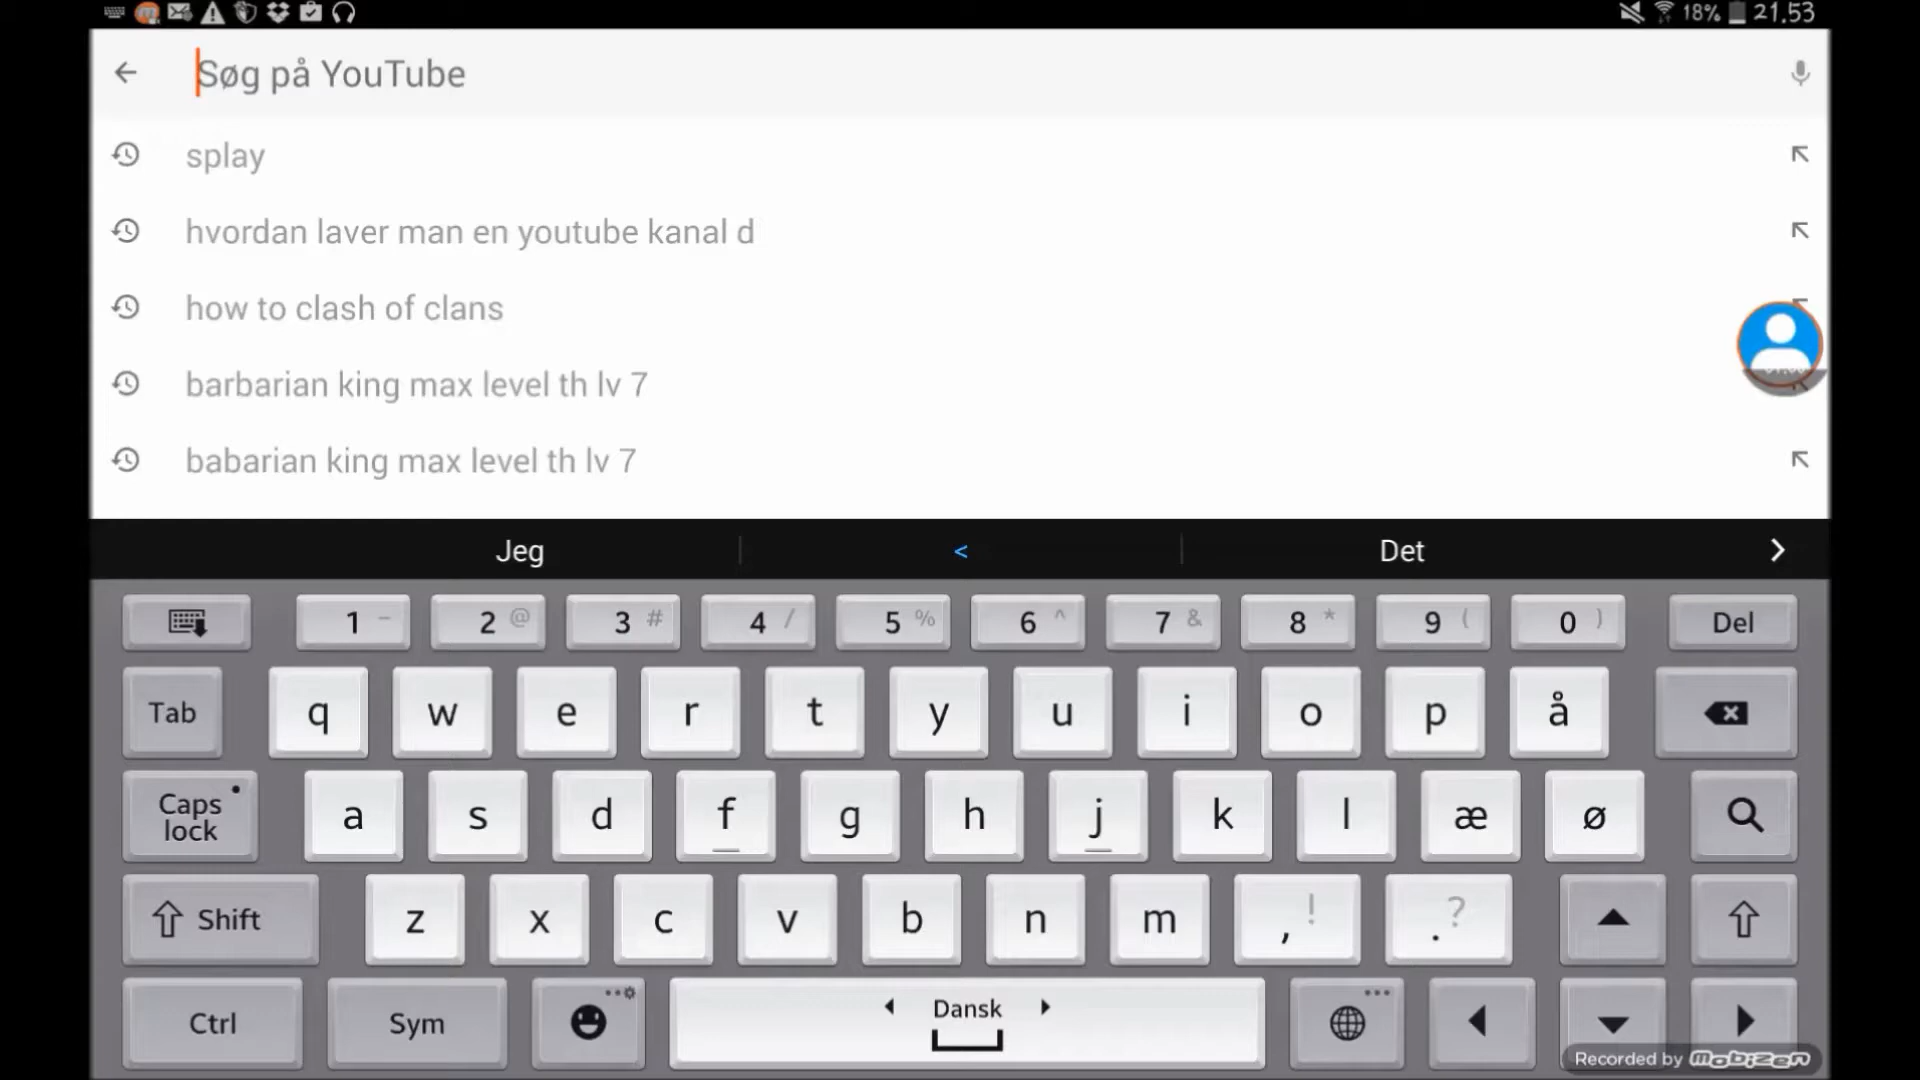 18% 21.53
Søg på YouTube
splay
hvordan laver man en youtube kanal d
how to clash of clans
barbarian king max level th lv 7
babarian king max level th lv 7
Jeg < Det
1 - 2 @ 3 # 4 / 5 % 6 ^ 7 & 8 * 9 ( 0 ) Del
Tab q w e r t y u i o p å
Caps lock a s d f g h j k l æ ø
Shift z x c v b n m , ! . ?
Ctrl Sym Dansk
Recorded by Mobizen